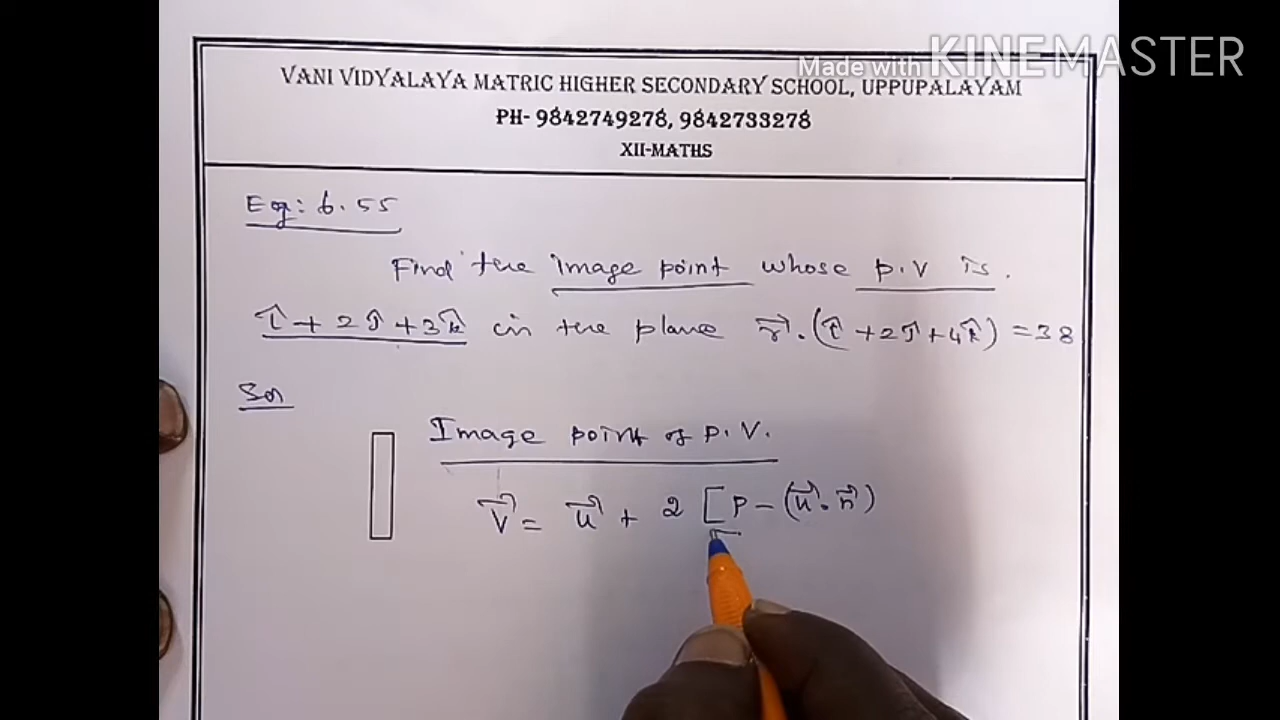 Made with KINEMASTER
VANI VIDYALAYA MATRIC HIGHER SECONDARY SCHOOL, UPPUPALAYAM
PH- 9842749278, 9842733278
XII-MATHS
Eg: 6.55
Find the Image point whose P.V is.
î + 2ĵ + 3k̂ in the plane r⃗.(î + 2ĵ + 4k̂) = 38
Sol
Image point of P.V.
v⃗ = u⃗ + 2 [P - (u⃗ . n⃗)